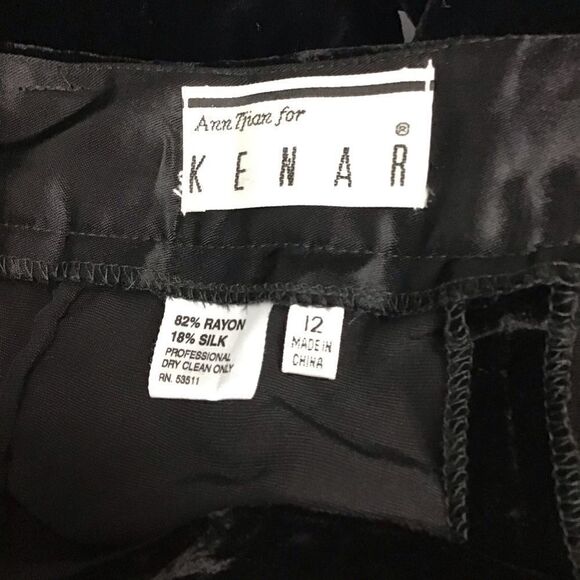 Ann Tjian for
®
KENAR
82% RAYON
18% SILK
PROFESSIONAL
DRY CLEAN ONLY
RN. 53511
12
MADE IN
CHINA